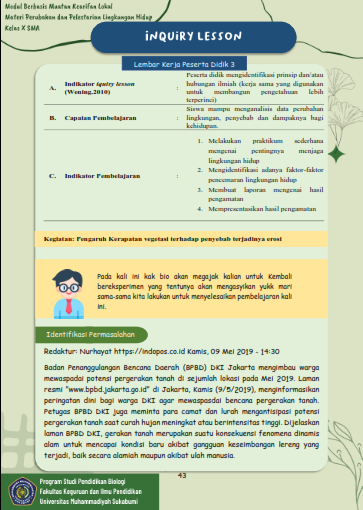 Modul Berbasis Muatan Kearifan Lokal
Materi Perubahan dan Pelestarian Lingkungan Hidup
Kelas X SMA
INQUIRY LESSON
Lembar Kerja Peserta Didik 3
A. Indikator iquiry lesson (Wening,2010) :
Peserta didik mengidentifikasi prinsip dan/atau
hubungan ilmiah (kerja sama yang digunakan
untuk membangun pengetahuan lebih
terperinci)
B. Capaian Pembelajaran :
Siswa mampu menganalisis data perubahan
lingkungan, penyebab dan dampaknya bagi
kehidupan.
C. Indikator Pembelajaran :
1. Melakukan praktikum sederhana
mengenai pentingnya menjaga
lingkungan hidup
2. Mengidentifikasi adanya faktor-faktor
pencemaran lingkungan hidup
3. Membuat laporan mengenai hasil
pengamatan
4. Mempresentasikan hasil pengamatan
Kegiatan: Pengaruh Kerapatan vegetasi terhadap penyebab terjadinya erosi
Pada kali ini kak bio akan megajak kalian untuk Kembali
bereksperimen yang tentunya akan mengasyikan yukk mari
sama-sama kita lakukan untuk menyelesaikan pembelajaran kali
ini.
Identifikasi Permasalahan
Redaktur: Nurhayat https://indopos.co.id Kamis, 09 Mei 2019 - 14:30
Badan Penanggulangan Bencana Daerah (BPBD) DKI Jakarta mengimbau warga
mewaspadai potensi pergerakan tanah di sejumlah lokasi pada Mei 2019. Laman
resmi "www.bpbd.jakarta.go.id" di Jakarta, Kamis (9/5/2019), menginformasikan
peringatan dini bagi warga DKI agar mewaspasdai bencana pergerakan tanah.
Petugas BPBD DKI juga meminta para camat dan lurah mengantisipasi potensi
pergerakan tanah saat curah hujan meningkat atau berintensitas tinggi. Dijelaskan
laman BPBD DKI, gerakan tanah merupakan suatu konsekuensi fenomena dinamis
alam untuk mencapai kondisi baru akibat gangguan keseimbangan lereng yang
terjadi, baik secara alamiah maupun akibat ulah manusia.
43
Program Studi Pendidikan Biologi
Fakultas Keguruan dan Ilmu Pendidikan
Universitas Muhammadiyah Sukabumi